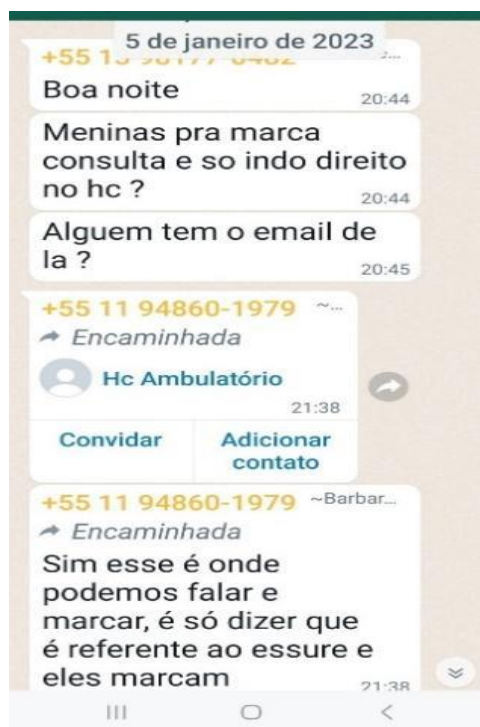 5 de janeiro de 2023
+55 1
Boa noite
20:44
Meninas pra marca
consulta e so indo direito
no hc ?
20:44
Alguem tem o email de
la ?
20:45
+55 11 94860-1979 ~...
Encaminhada
Hc Ambulatório
21:38
Convidar
Adicionar
contato
+55 11 94860-1979 ~Barbar...
Encaminhada
Sim esse é onde
podemos falar e
marcar, é só dizer que
é referente ao essure e
eles marcam
21:38